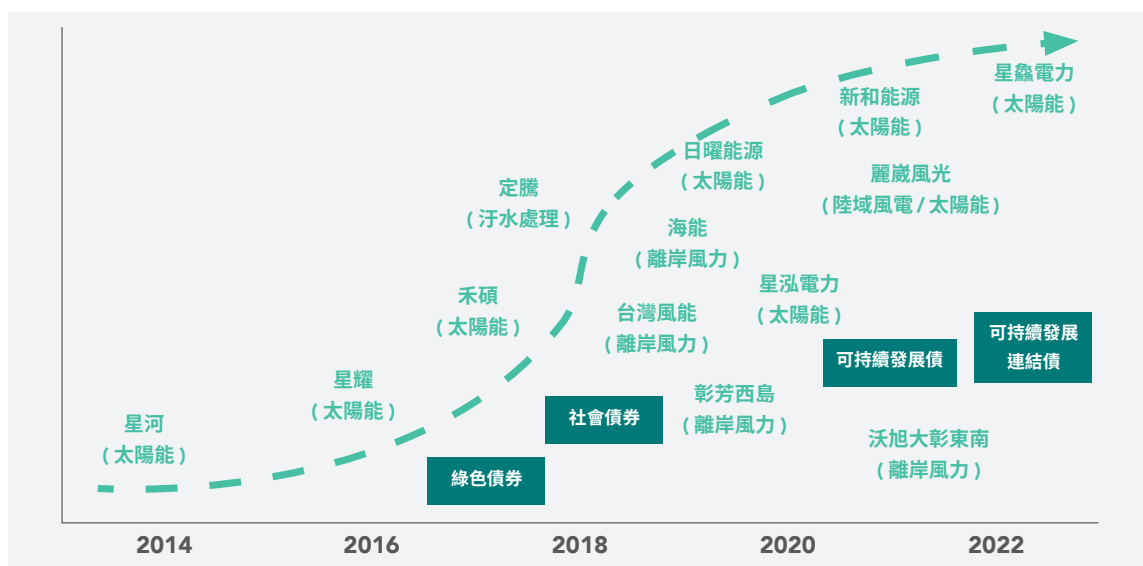 星鱻電力
(太陽能)
新和能源
(太陽能)
日曜能源
(太陽能)
麗崴風光
(陸域風電/太陽能)
定騰
(汙水處理)
海能
(離岸風力)
禾碩
(太陽能)
台灣風能
(離岸風力)
星泓電力
(太陽能)
可持續發展
連結債
可持續發展債
星耀
(太陽能)
彰芳西島
(離岸風力)
社會債券
星河
(太陽能)
沃旭大彰東南
(離岸風力)
綠色債券
2014
2016
2018
2020
2022